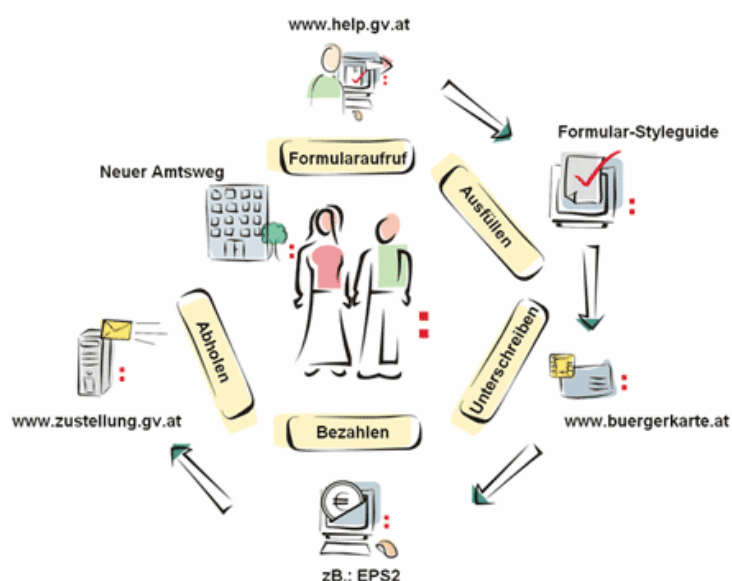 www.help.gv.at
Formularaufruf
Formular-Styleguide
Neuer Amtsweg
Ausfüllen
Unterschreiben
Abholen
www.zustellung.gv.at
Bezahlen
www.buergerkarte.at
€
zB.: EPS2